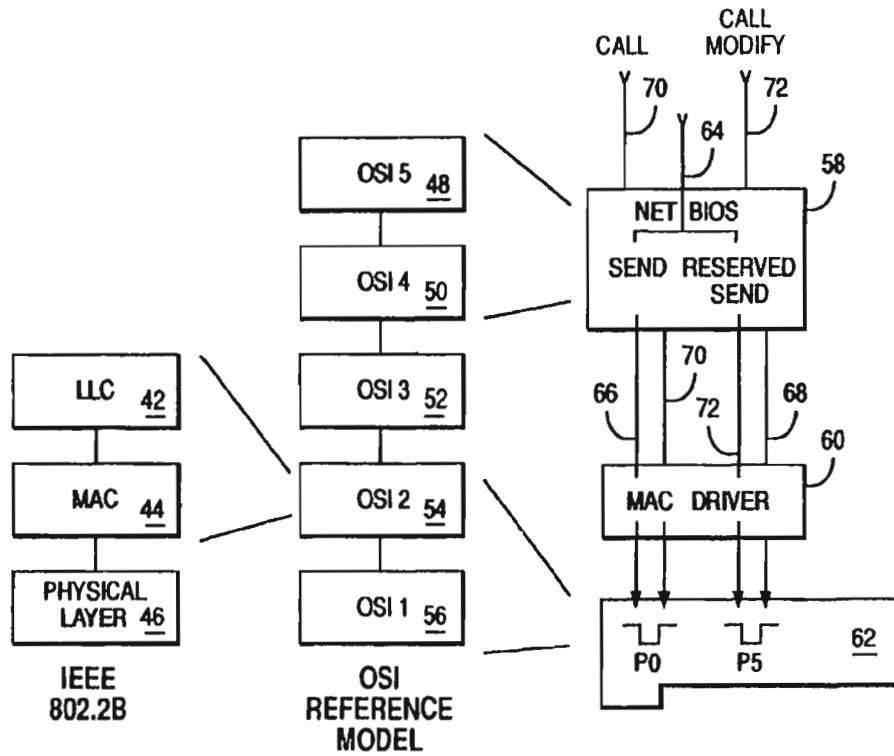 CALL
CALL
MODIFY
70
64
72
58
NET BIOS
SEND
RESERVED
SEND
66
70
72
68
60
MAC DRIVER
P0
P5
62
OSI 5 48
OSI 4 50
OSI 3 52
OSI 2 54
OSI 1 56
OSI
REFERENCE
MODEL
LLC 42
MAC 44
PHYSICAL
LAYER 46
IEEE
802.2B